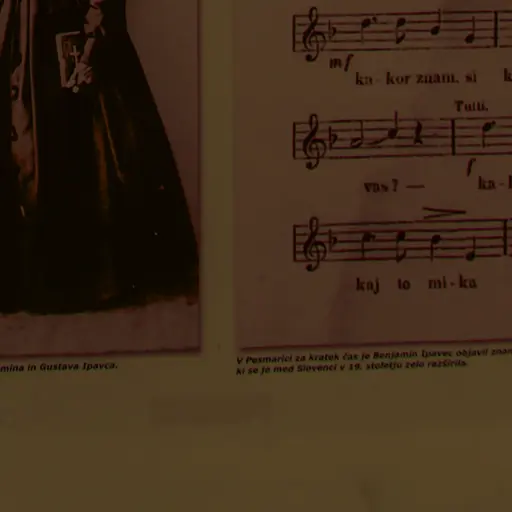 mf
ka - kor znam, si k
Tutti.
vas? —
f
ka - k
kaj to mi - ka
mina in Gustava Ipavca.
V Pesmarici za kratek čas je Benjamin Ipavec objavil znan
ki se je med Slovenci v 19. stoletju zelo razširila.